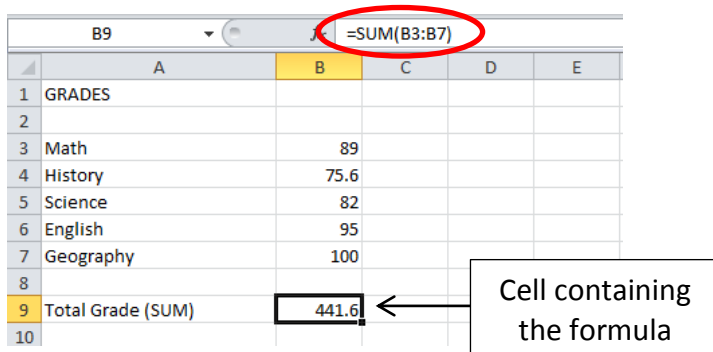 B9 fx =SUM(B3:B7)
A B C D E
1 GRADES
2
3 Math 89
4 History 75.6
5 Science 82
6 English 95
7 Geography 100
8
9 Total Grade (SUM) 441.6
10
Cell containing
the formula